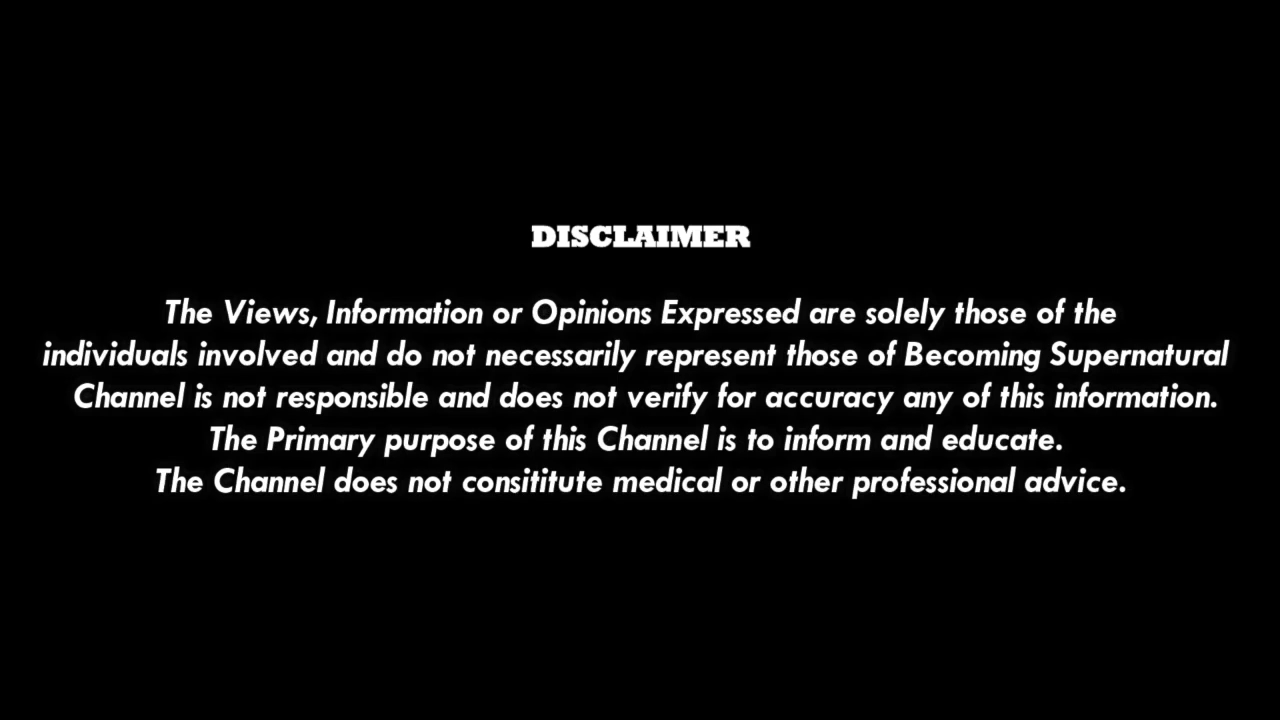 DISCLAIMER
The Views, Information or Opinions Expressed are solely those of the
individuals involved and do not necessarily represent those of Becoming Supernatural
Channel is not responsible and does not verify for accuracy any of this information.
The Primary purpose of this Channel is to inform and educate.
The Channel does not consititute medical or other professional advice.